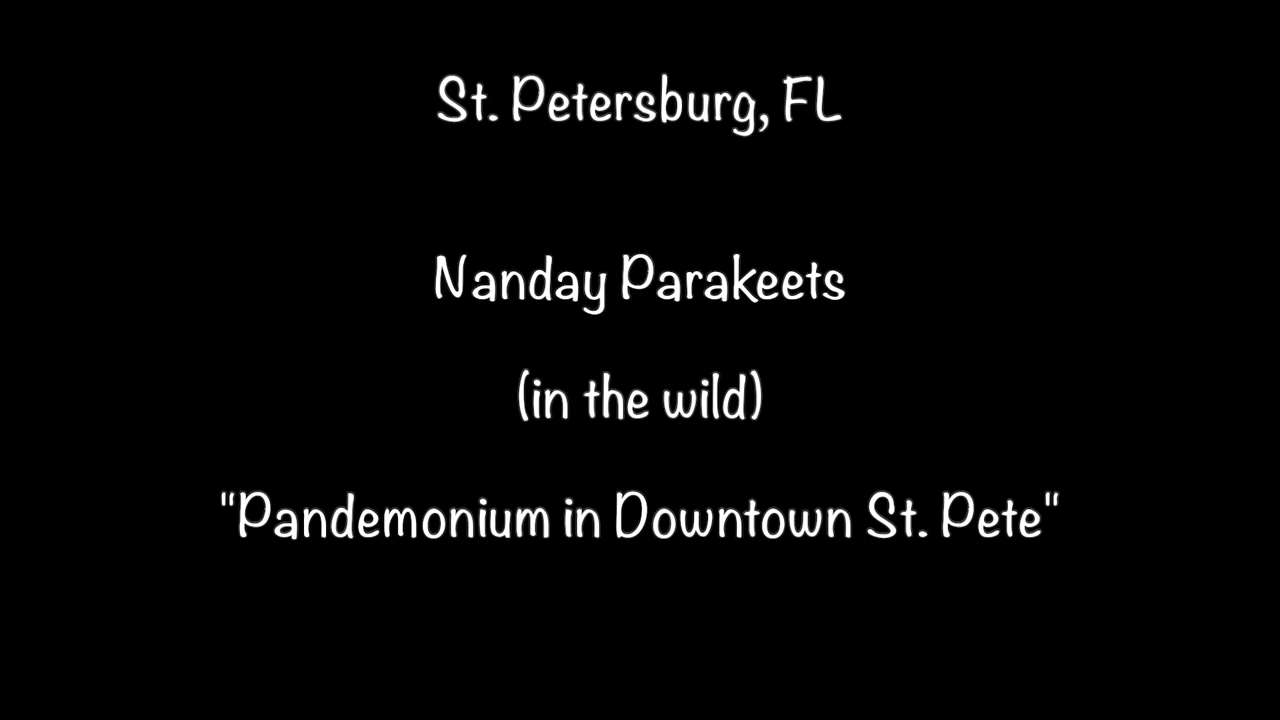 St. Petersburg, FL
Nanday Parakeets
(in the wild)
"Pandemonium in Downtown St. Pete"